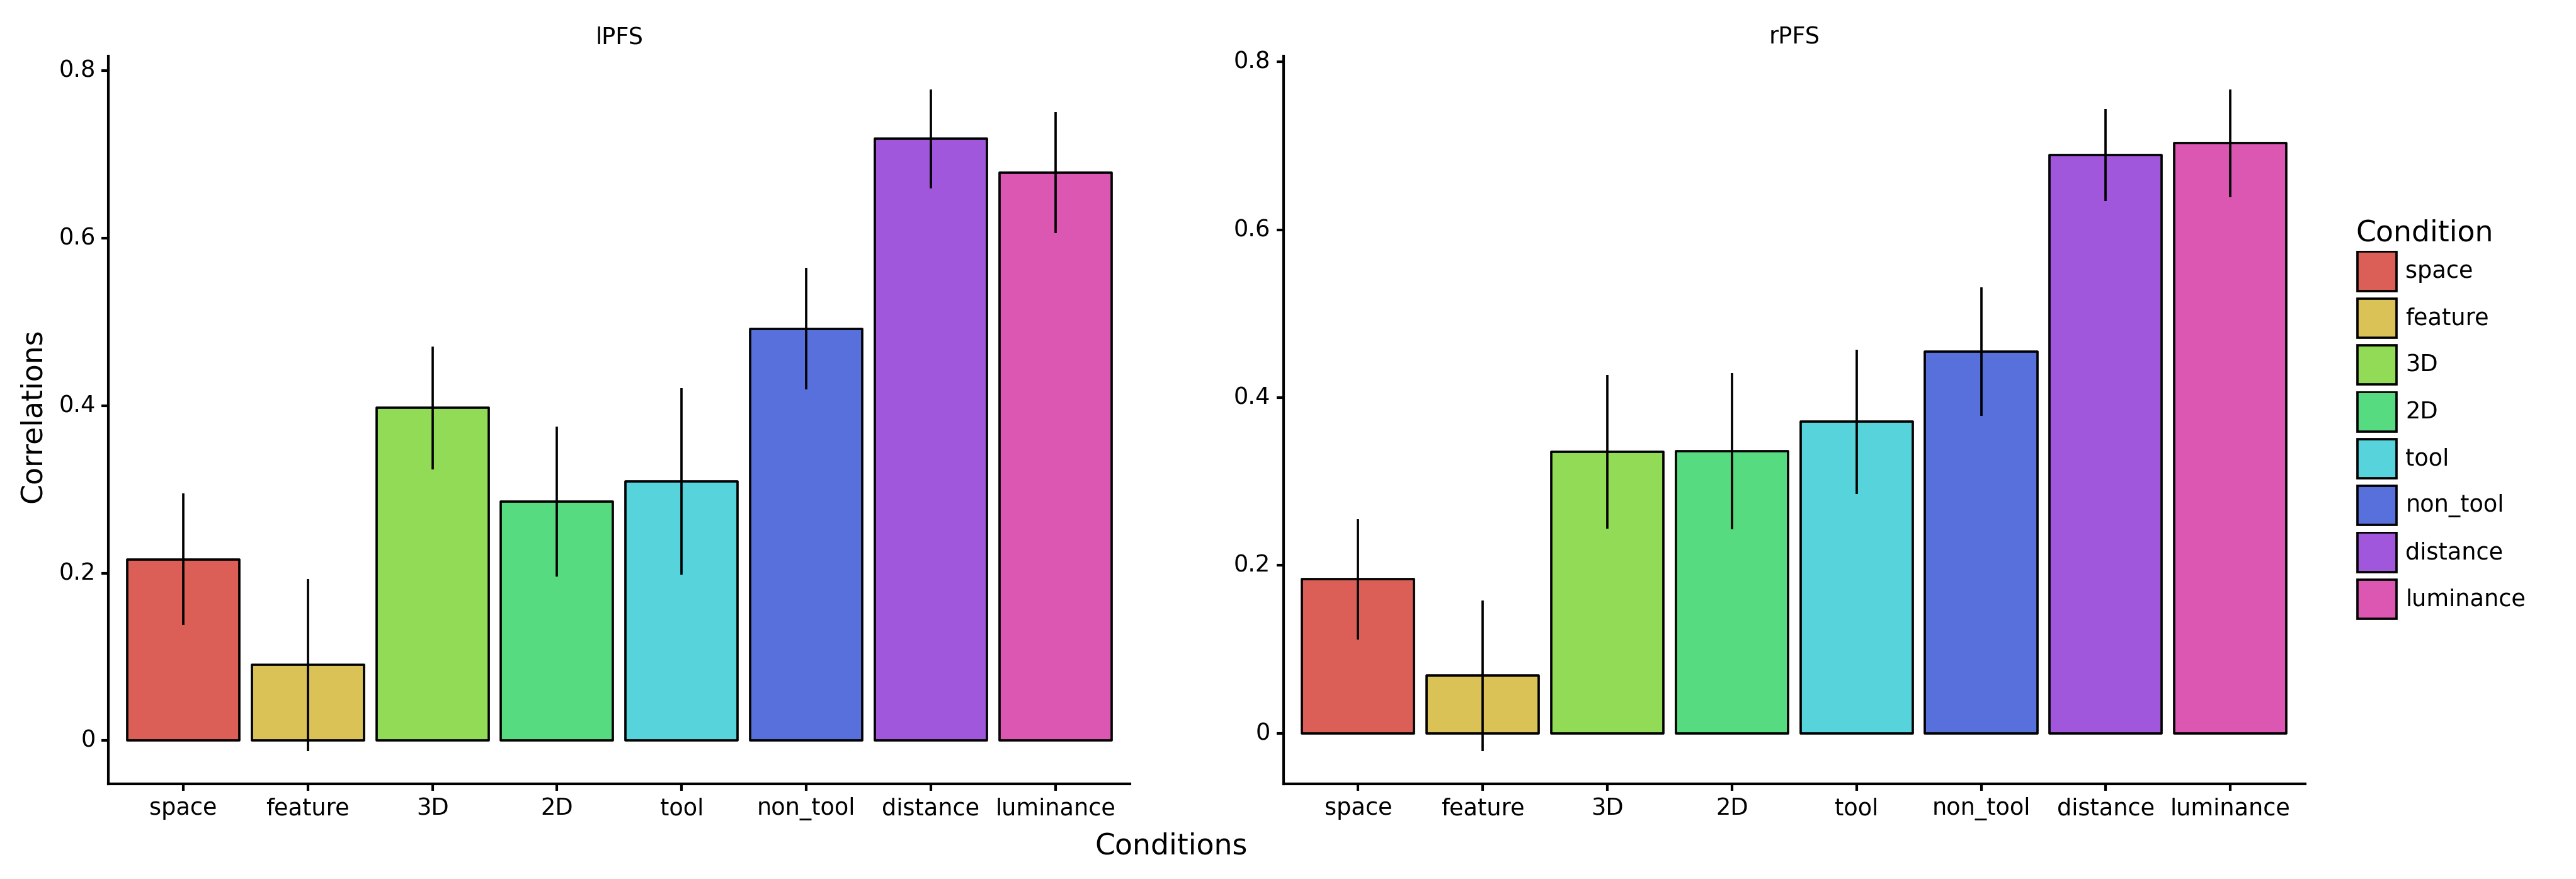 lPFS
rPFS
Correlations
0.8
0.6
0.4
0.2
0
space feature 3D 2D tool non_tool distance luminance
0.8
0.6
0.4
0.2
0
space feature 3D 2D tool non_tool distance luminance
Conditions
Condition
space
feature
3D
2D
tool
non_tool
distance
luminance